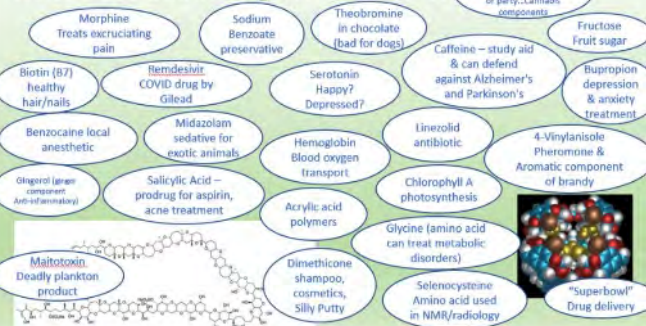 or party..Cannabis
components
Morphine
Treats excruciating
pain
Sodium
Benzoate
preservative
Theobromine
in chocolate
(bad for dogs)
Fructose
Fruit sugar
Caffeine – study aid
& can defend
against Alzheimer's
and Parkinson's
Biotin (B7)
healthy
hair/nails
Remdesivir
COVID drug by
Gilead
Serotonin
Happy?
Depressed?
Bupropion
depression
& anxiety
treatment
Benzocaine local
anesthetic
Midazolam
sedative for
exotic animals
Hemoglobin
Blood oxygen
transport
Linezolid
antibiotic
4-Vinylanisole
Pheromone &
Aromatic component
of brandy
Gingerol (ginger
component
Anti-inflammatory)
Salicylic Acid –
prodrug for aspirin,
acne treatment
Chlorophyll A
photosynthesis
Acrylic acid
polymers
Glycine (amino acid
can treat metabolic
disorders)
Maitotoxin
Deadly plankton
product
Dimethicone
shampoo,
cosmetics,
Silly Putty
Selenocysteine
Amino acid used
in NMR/radiology
"Superbowl"
Drug delivery